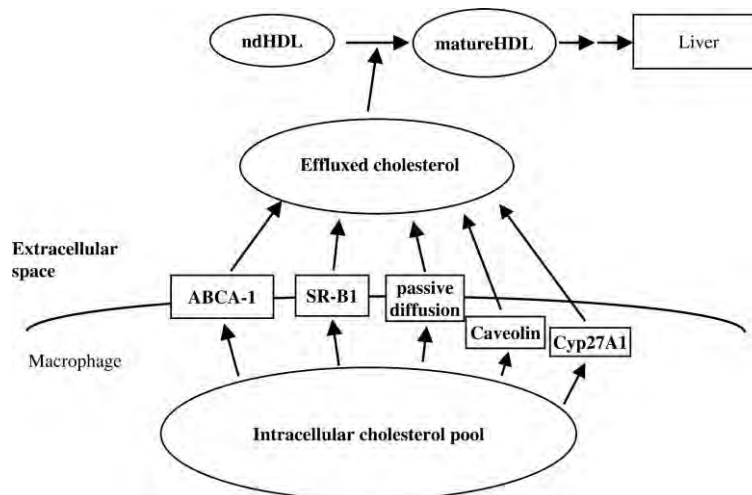 ndHDL
matureHDL
Liver
Effluxed cholesterol
Extracellular
space
ABCA-1
SR-B1
passive
diffusion
Caveolin
Cyp27A1
Macrophage
Intracellular cholesterol pool